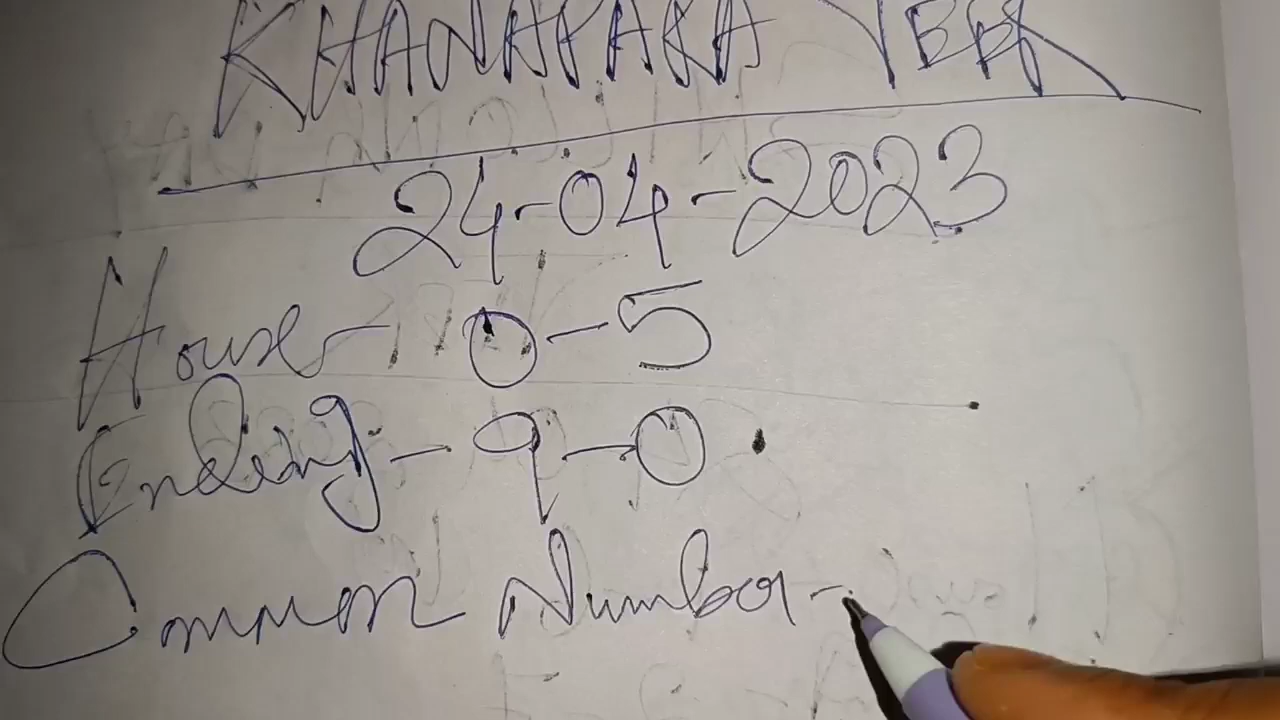 KHANAPARA TEER
24-04-2023
House - 0-5
Ending - 9-0
Common Number -